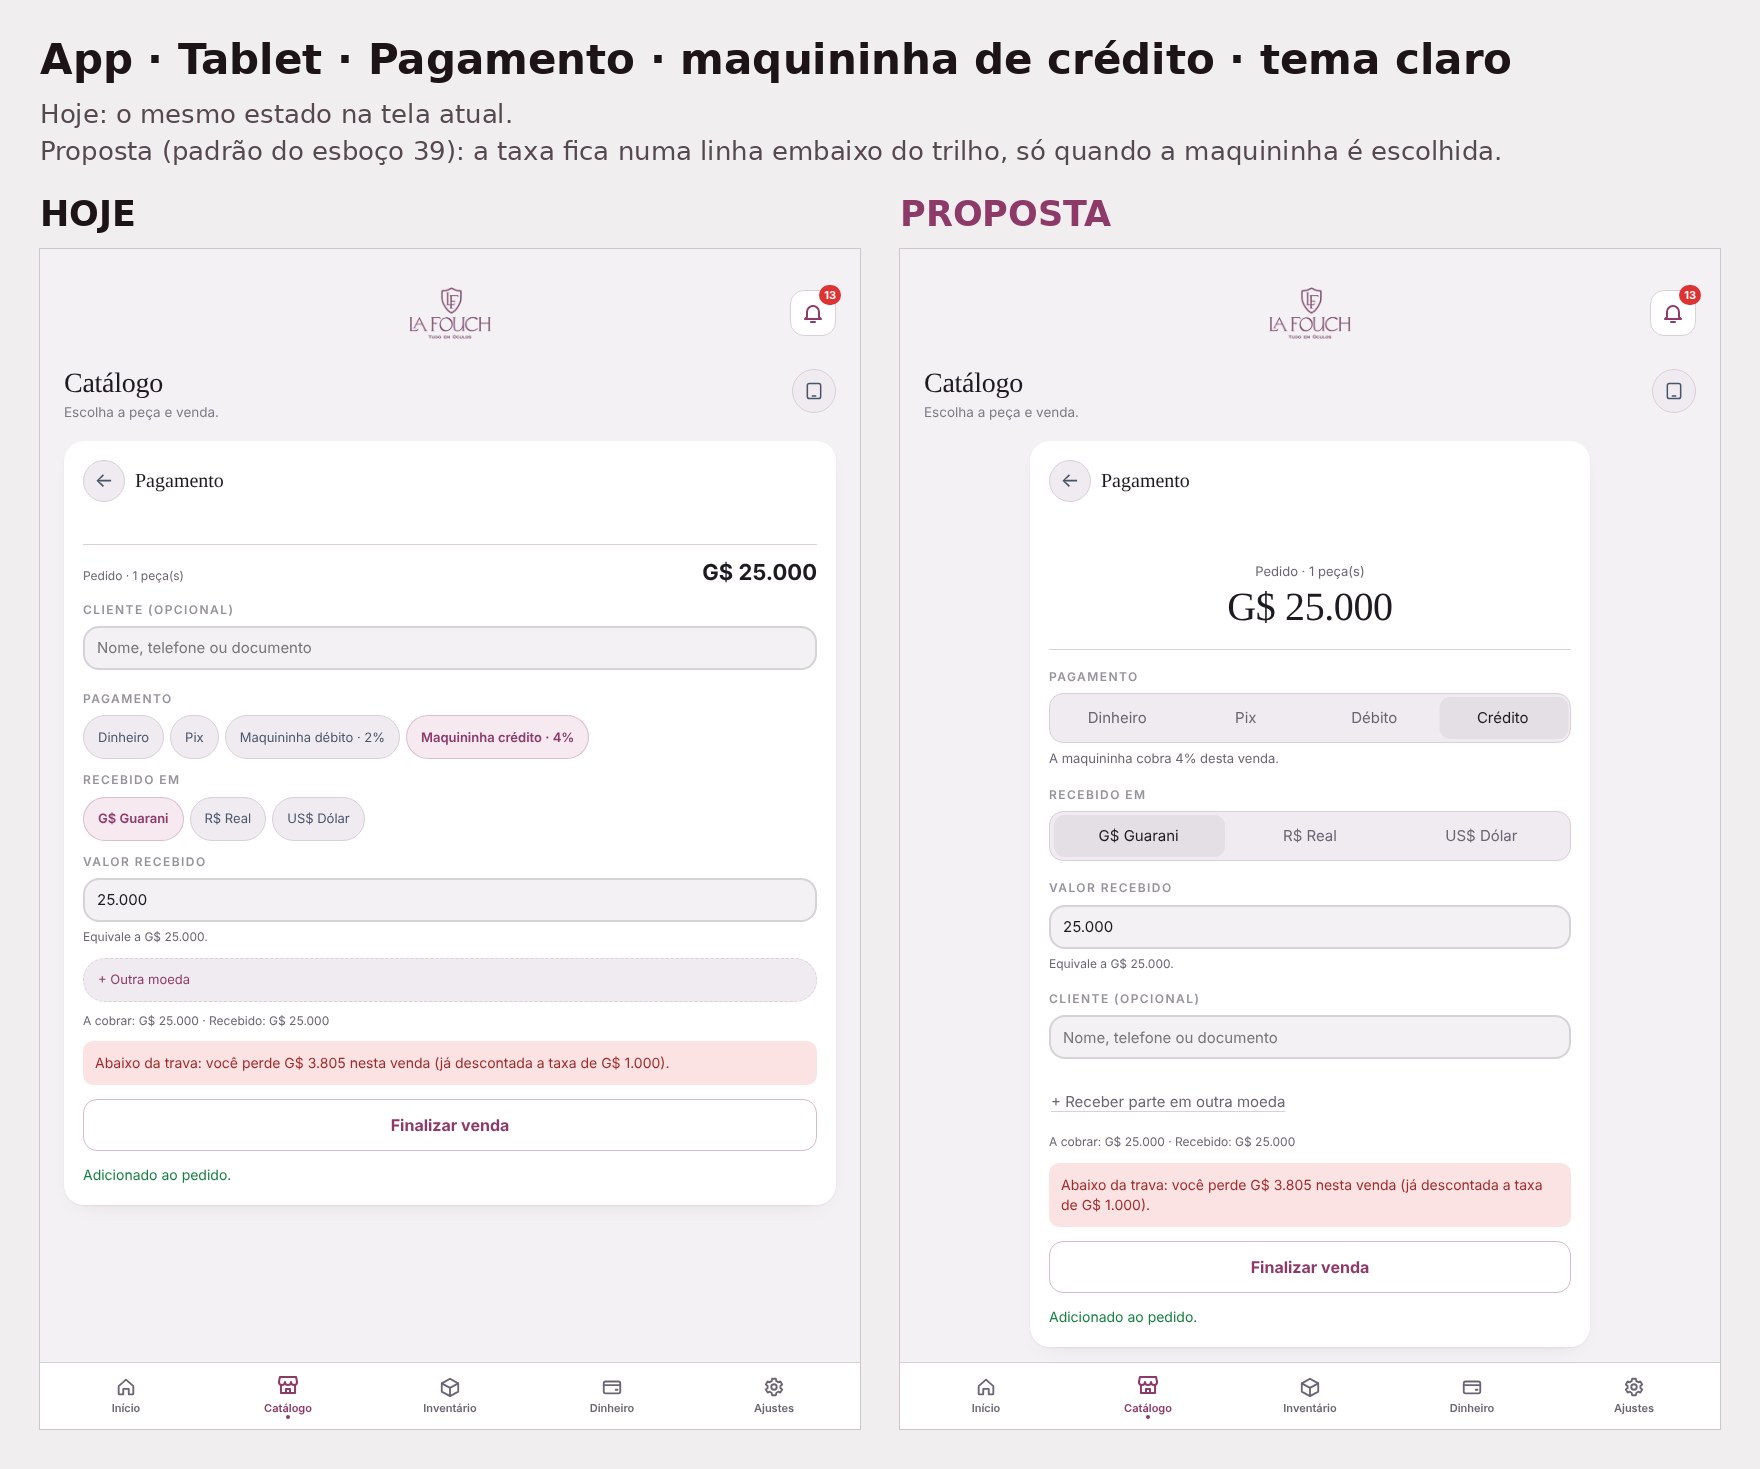 App · Tablet · Pagamento · maquininha de crédito · tema claro
Hoje: o mesmo estado na tela atual.
Proposta (padrão do esboço 39): a taxa fica numa linha embaixo do trilho, só quando a maquininha é escolhida.
HOJE
LF
LA FOUCH
TUDO EM ÓCULOS
13
Catálogo
Escolha a peça e venda.
Pagamento
Pedido · 1 peça(s)
G$ 25.000
CLIENTE (OPCIONAL)
Nome, telefone ou documento
PAGAMENTO
Dinheiro
Pix
Maquininha débito · 2%
Maquininha crédito · 4%
RECEBIDO EM
G$ Guarani
R$ Real
US$ Dólar
VALOR RECEBIDO
25.000
Equivale a G$ 25.000.
+ Outra moeda
A cobrar: G$ 25.000 · Recebido: G$ 25.000
Abaixo da trava: você perde G$ 3.805 nesta venda (já descontada a taxa de G$ 1.000).
Finalizar venda
Adicionado ao pedido.
Início
Catálogo
Inventário
Dinheiro
Ajustes
PROPOSTA
LF
LA FOUCH
TUDO EM ÓCULOS
13
Catálogo
Escolha a peça e venda.
Pagamento
Pedido · 1 peça(s)
G$ 25.000
PAGAMENTO
Dinheiro
Pix
Débito
Crédito
A maquininha cobra 4% desta venda.
RECEBIDO EM
G$ Guarani
R$ Real
US$ Dólar
VALOR RECEBIDO
25.000
Equivale a G$ 25.000.
CLIENTE (OPCIONAL)
Nome, telefone ou documento
+ Receber parte em outra moeda
A cobrar: G$ 25.000 · Recebido: G$ 25.000
Abaixo da trava: você perde G$ 3.805 nesta venda (já descontada a taxa
de G$ 1.000).
Finalizar venda
Adicionado ao pedido.
Início
Catálogo
Inventário
Dinheiro
Ajustes